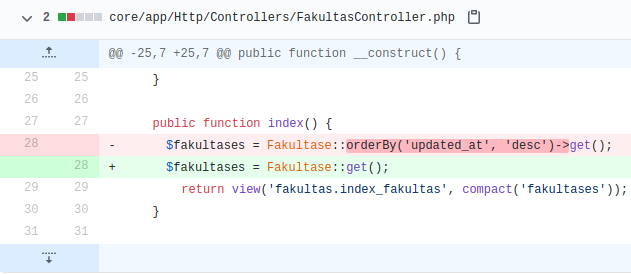 2 core/app/Http/Controllers/FakultasController.php
@@ -25,7 +25,7 @@ public function __construct() {
25 25 }
26 26
27 27 public function index() {
28 - $fakultases = Fakultase::orderBy('updated_at', 'desc')->get();
28 + $fakultases = Fakultase::get();
29 29 return view('fakultas.index_fakultas', compact('fakultases'));
30 30 }
31 31